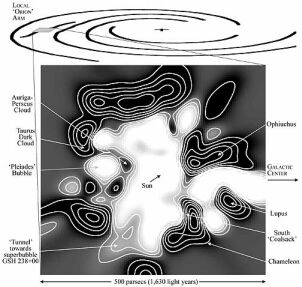 LOCAL
'ORION'
ARM
Auriga-
Perseus
Cloud
Taurus
Dark
Cloud
'Pleiades'
Bubble
'Tunnel'
towards
superbubble
GSH 238+00
Sun
Ophiuchus
GALACTIC
CENTER
Lupus
South
'Coalsack'
Chameleon
500 parsecs (1,630 light years)